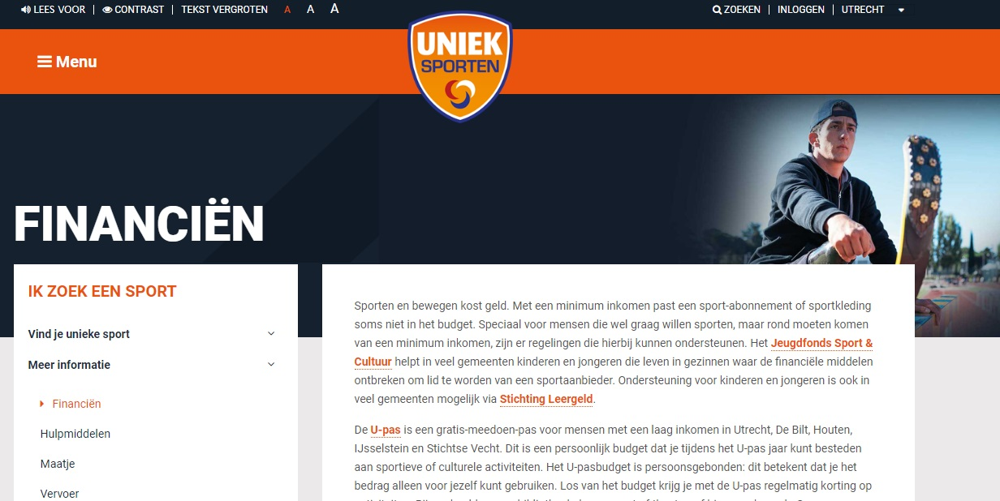 LEES VOOR | CONTRAST | TEKST VERGROTEN A A A
ZOEKEN | INLOGGEN | UTRECHT
Menu
UNIEK
SPORTEN
FINANCIËN
IK ZOEK EEN SPORT
Vind je unieke sport
Meer informatie
Financiën
Hulpmiddelen
Maatje
Vervoer
Sporten en bewegen kost geld. Met een minimum inkomen past een sport-abonnement of sportkleding
soms niet in het budget. Speciaal voor mensen die wel graag willen sporten, maar rond moeten komen
van een minimum inkomen, zijn er regelingen die hierbij kunnen ondersteunen. Het Jeugdfonds Sport &
Cultuur helpt in veel gemeenten kinderen en jongeren die leven in gezinnen waar de financiële middelen
ontbreken om lid te worden van een sportaanbieder. Ondersteuning voor kinderen en jongeren is ook in
veel gemeenten mogelijk via Stichting Leergeld.
De U-pas is een gratis-meedoen-pas voor mensen met een laag inkomen in Utrecht, De Bilt, Houten,
IJsselstein en Stichtse Vecht. Dit is een persoonlijk budget dat je tijdens het U-pas jaar kunt besteden
aan sportieve of culturele activiteiten. Het U-pasbudget is persoonsgebonden: dit betekent dat je het
bedrag alleen voor jezelf kunt gebruiken. Los van het budget krijg je met de U-pas regelmatig korting op